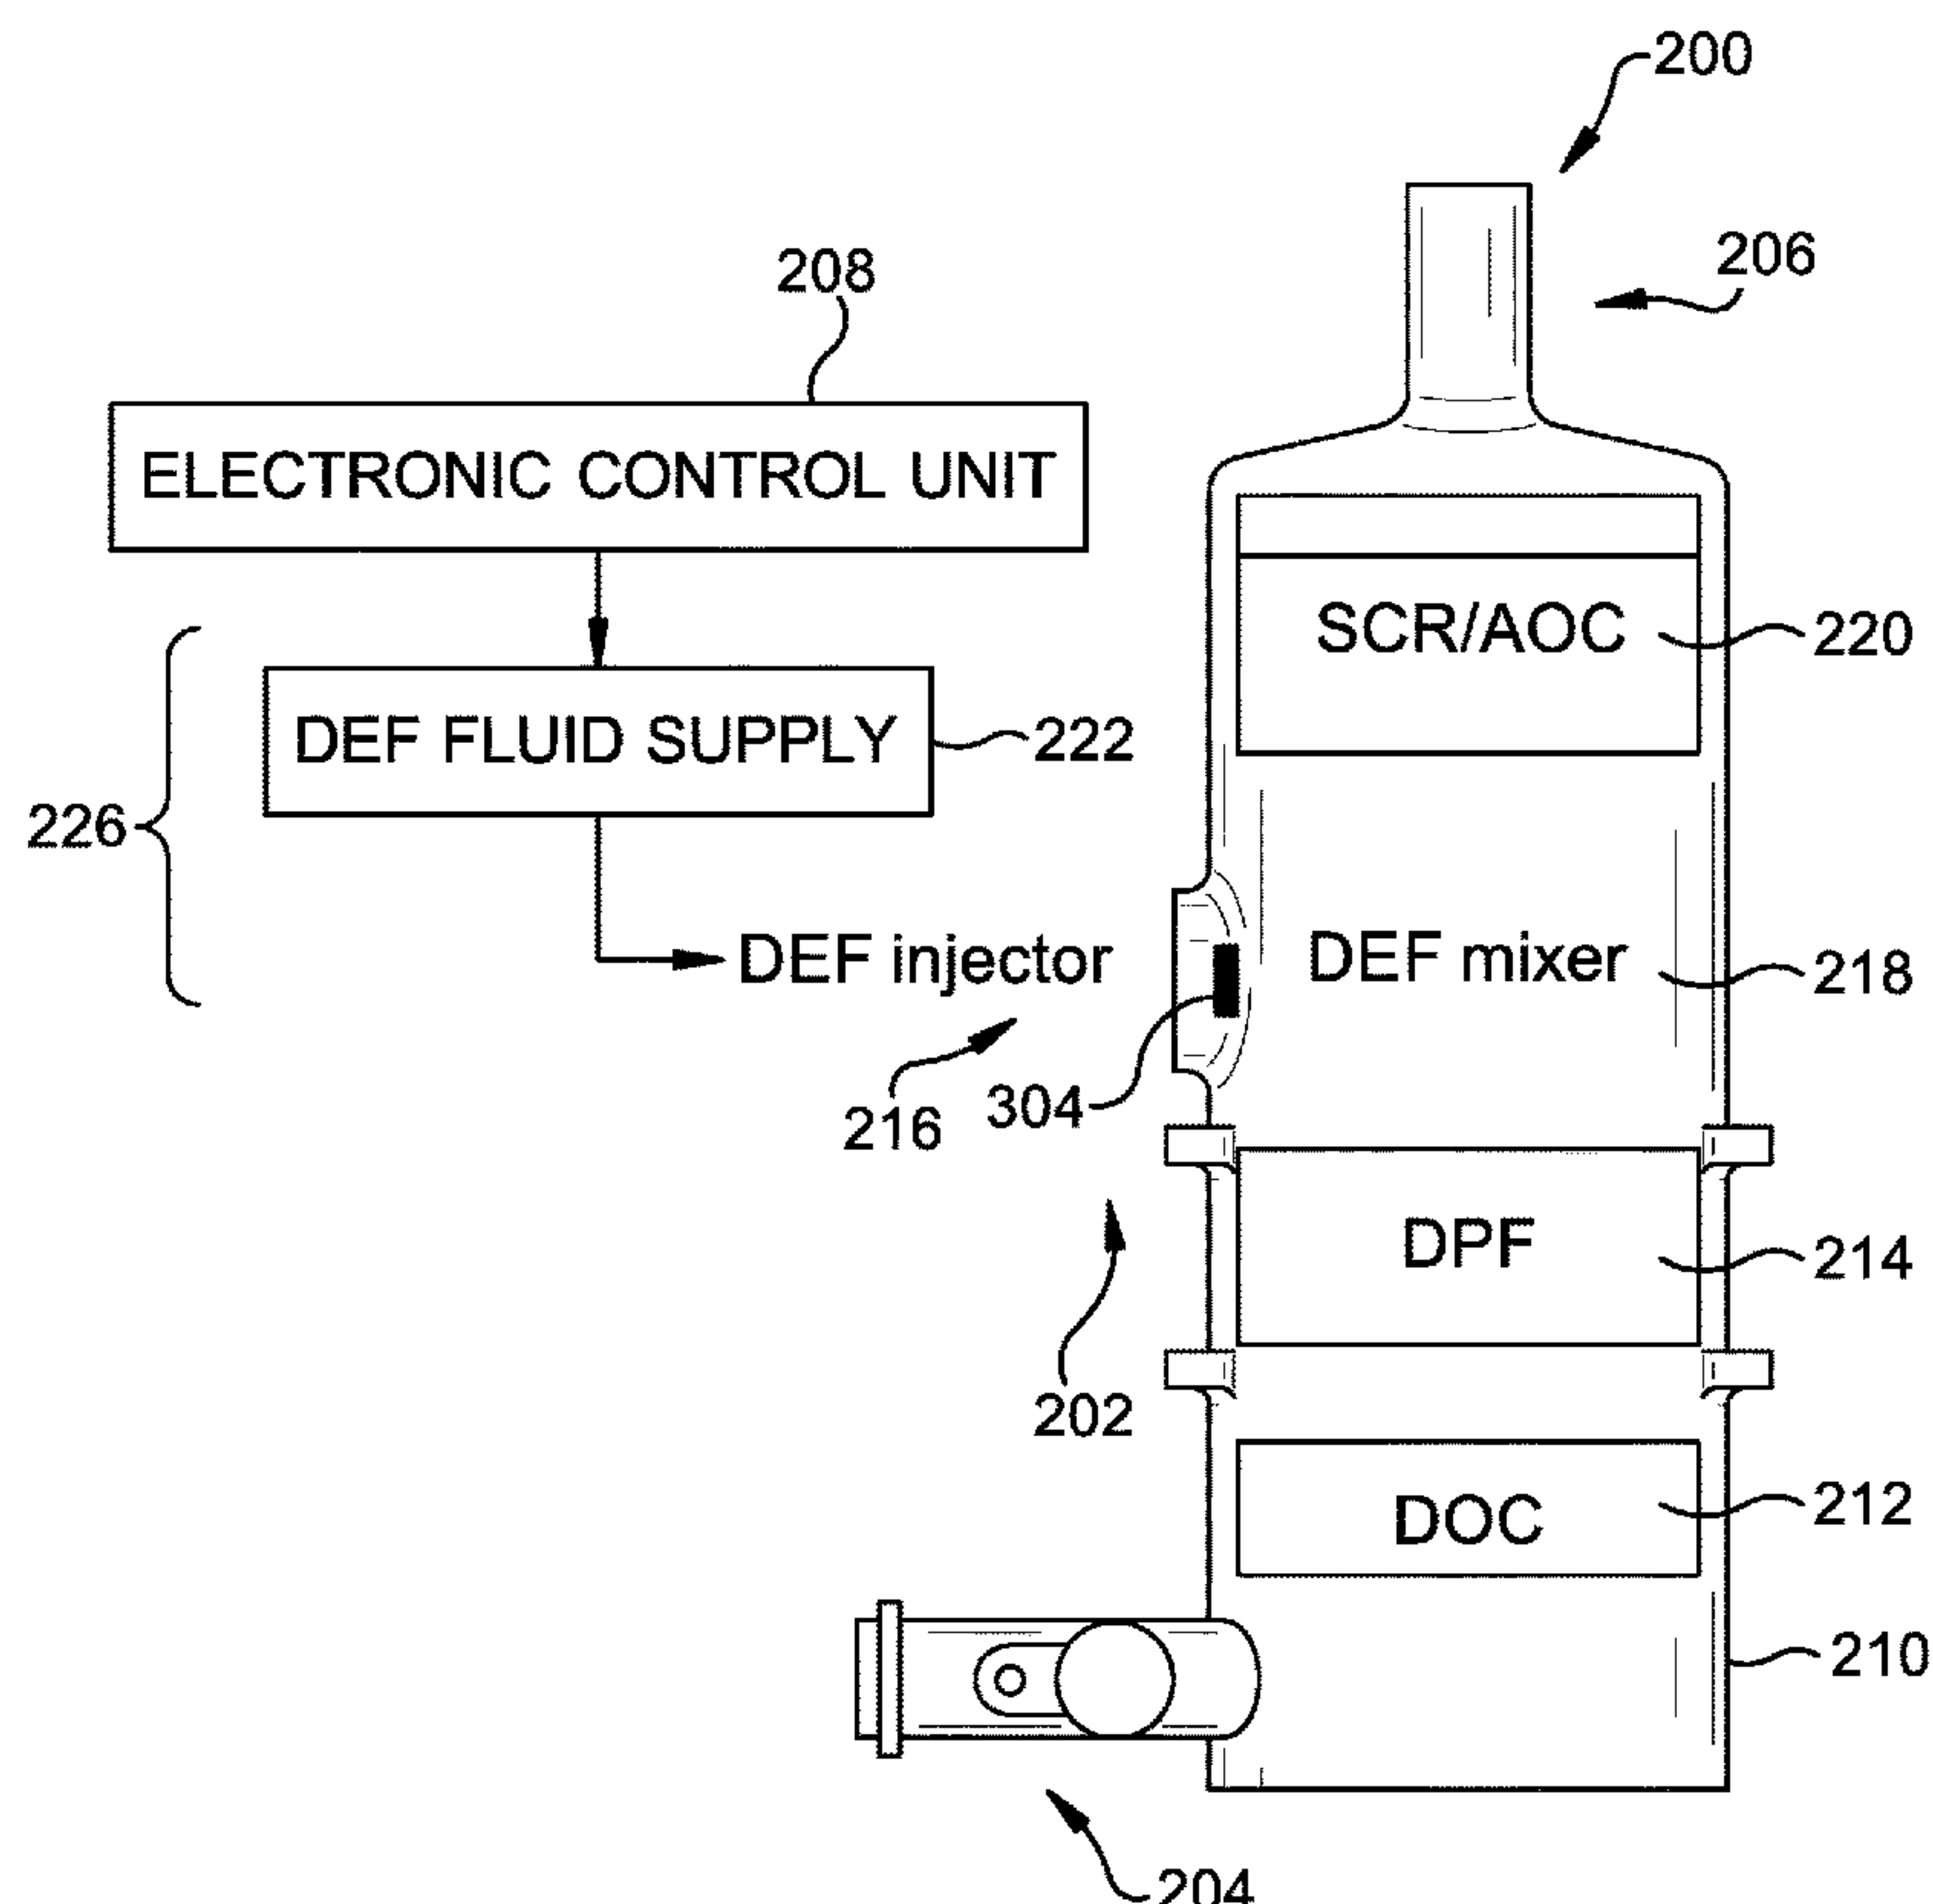 200
206
208
ELECTRONIC CONTROL UNIT
SCR/AOC
220
DEF FLUID SUPPLY
222
226
DEF injector
DEF mixer
218
216
304
DPF
214
202
DOC
212
210
204